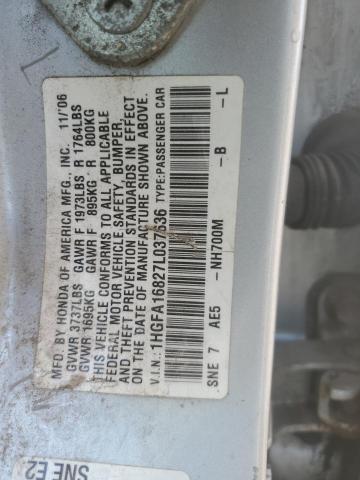 MFD. BY HONDA OF AMERICA MFG., INC. 11/'06
GVWR 3737LBS GAWR F 1973LBS R 1764LBS
GVWR 1695KG GAWR F 895KG R 800KG
THIS VEHICLE CONFORMS TO ALL APPLICABLE
FEDERAL MOTOR VEHICLE SAFETY, BUMPER,
AND THEFT PREVENTION STANDARDS IN EFFECT
ON THE DATE OF MANUFACTURE SHOWN ABOVE.
V.I.N.: 1HGFA16827L037636 TYPE: PASSENGER CAR
SNE 7 AE5 -NH700M -B -L
SNE E2